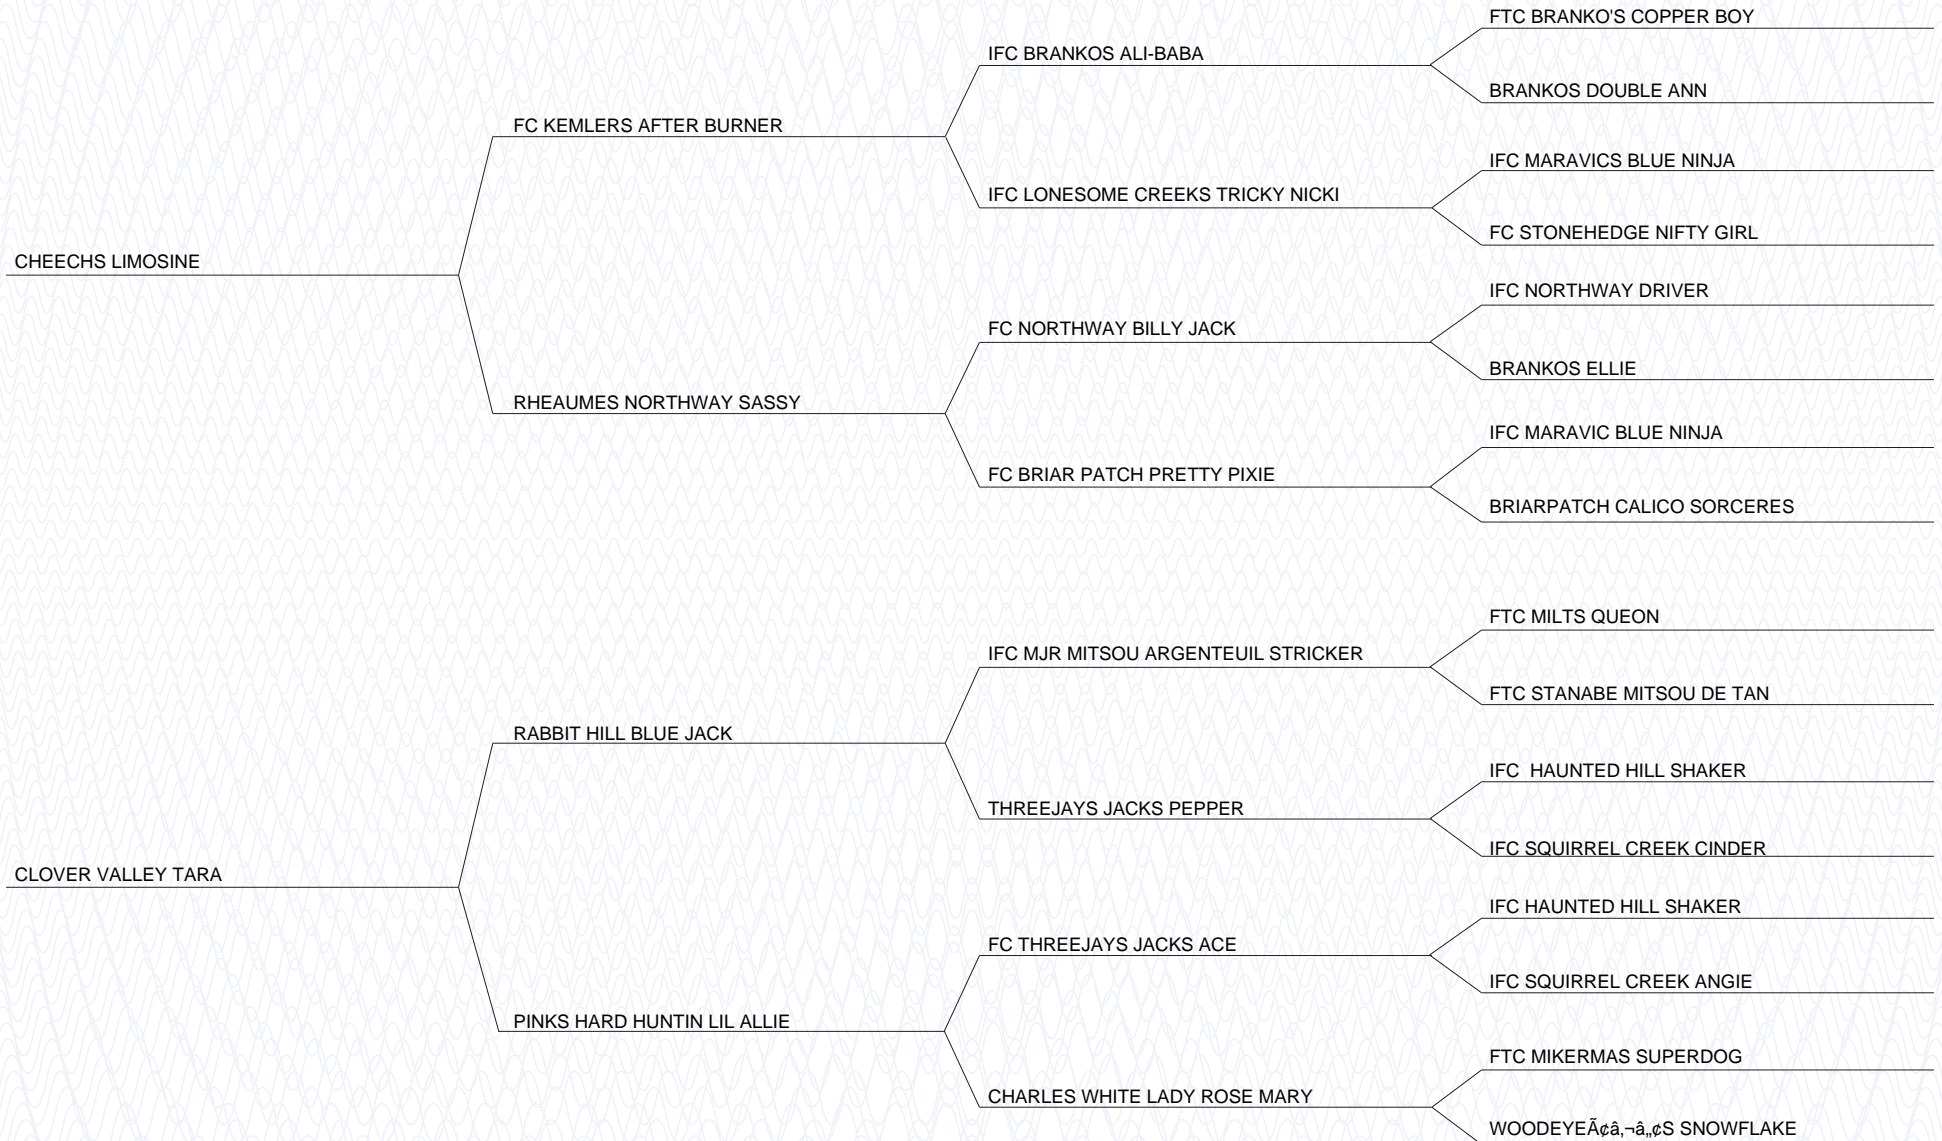 FTC BRANKO'S COPPER BOY
IFC BRANKOS ALI-BABA
BRANKOS DOUBLE ANN
FC KEMLERS AFTER BURNER
IFC MARAVICS BLUE NINJA
IFC LONESOME CREEKS TRICKY NICKI
FC STONEHEDGE NIFTY GIRL
CHEECHS LIMOSINE
IFC NORTHWAY DRIVER
FC NORTHWAY BILLY JACK
BRANKOS ELLIE
RHEAUMES NORTHWAY SASSY
IFC MARAVIC BLUE NINJA
FC BRIAR PATCH PRETTY PIXIE
BRIARPATCH CALICO SORCERES
FTC MILTS QUEON
IFC MJR MITSOU ARGENTEUIL STRICKER
FTC STANABE MITSOU DE TAN
RABBIT HILL BLUE JACK
IFC  HAUNTED HILL SHAKER
THREEJAYS JACKS PEPPER
IFC SQUIRREL CREEK CINDER
CLOVER VALLEY TARA
IFC HAUNTED HILL SHAKER
FC THREEJAYS JACKS ACE
IFC SQUIRREL CREEK ANGIE
PINKS HARD HUNTIN LIL ALLIE
FTC MIKERMAS SUPERDOG
CHARLES WHITE LADY ROSE MARY
WOODEYEÃ¢â‚¬â„¢S SNOWFLAKE